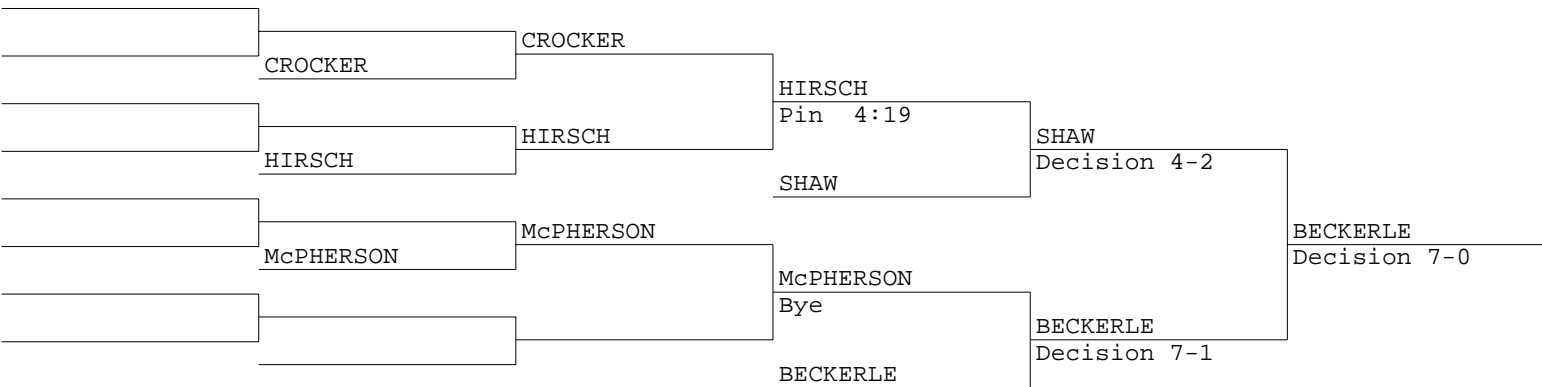 CROCKER
CROCKER
HIRSCH
Pin 4:19
HIRSCH
SHAW
HIRSCH
Decision 4-2
SHAW
McPHERSON
BECKERLE
McPHERSON
Decision 7-0
McPHERSON
Bye
BECKERLE
Decision 7-1
BECKERLE